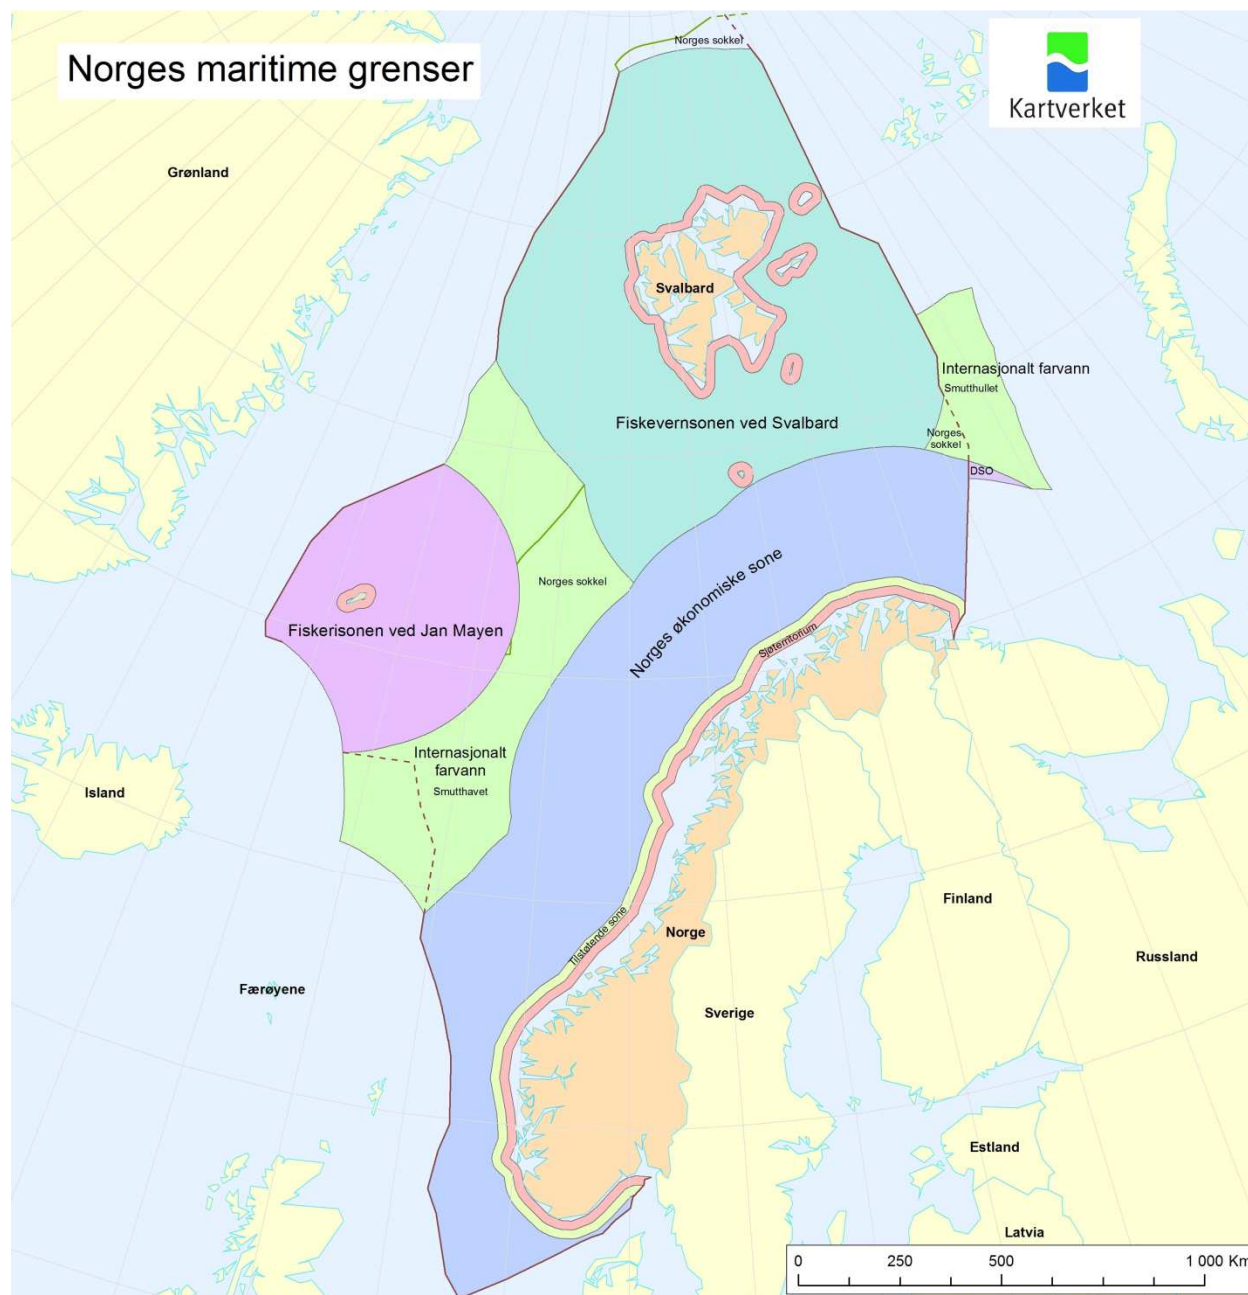 Norges sokkel
Norges maritime grenser
Kartverket
Grønland
Svalbard
Internasjonalt farvann
Smutthullet
Fiskevernsonen ved Svalbard
Norges
sokkel
DSO
Norges økonomiske sone
Norges sokkel
Fiskerisonen ved Jan Mayen
Sjøterritorium
Internasjonalt
farvann
Smutthavet
Island
Finland
Tilstøtende sone
Norge
Russland
Færøyene
Sverige
Estland
Latvia
0 250 500 1 000 Km